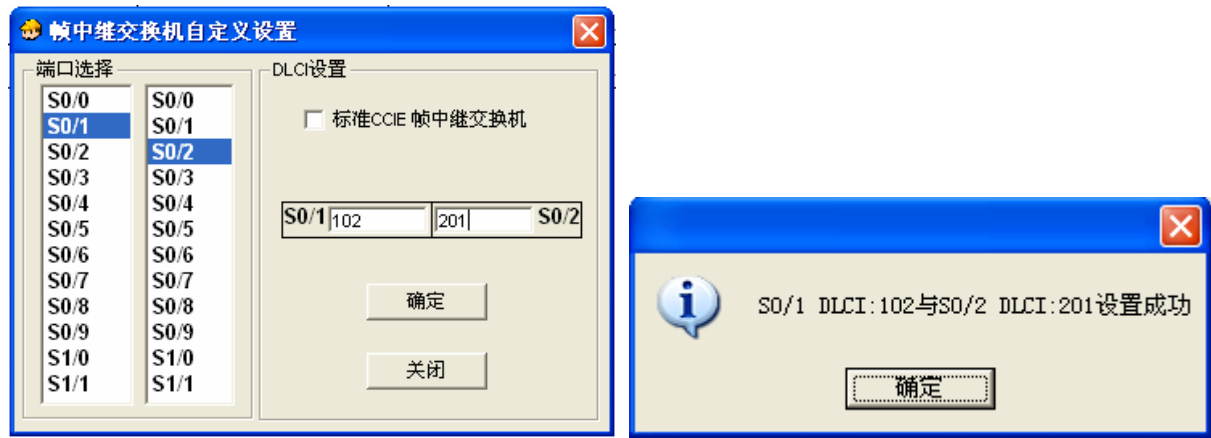 帧中继交换机自定义设置
端口选择
S0/0
S0/1
S0/2
S0/3
S0/4
S0/5
S0/6
S0/7
S0/8
S0/9
S1/0
S1/1
S0/0
S0/1
S0/2
S0/3
S0/4
S0/5
S0/6
S0/7
S0/8
S0/9
S1/0
S1/1
DLCI设置
标准CCIE 帧中继交换机
S0/1 102 201 S0/2
确定
关闭
S0/1 DLCI:102与S0/2 DLCI:201设置成功
确定